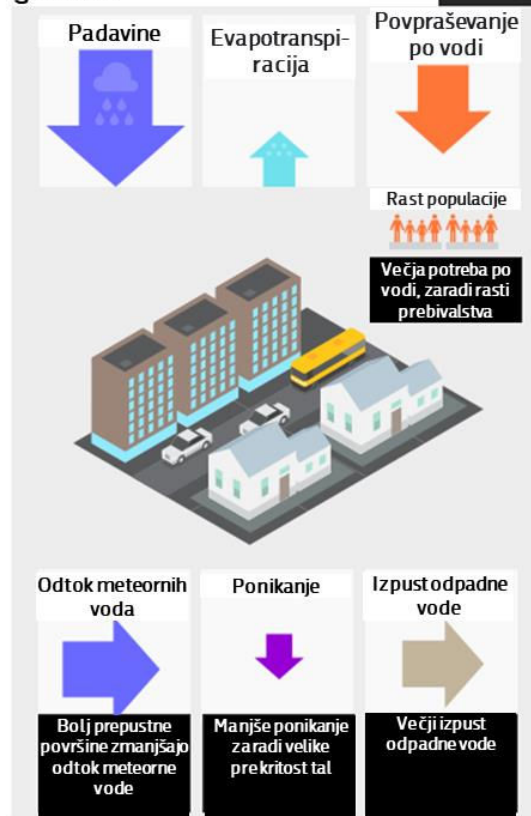 Padavine
Evapotranspi-
racija
Povpraševanje
po vodi
Rast populacije
Večja potreba po
vodi, zaradi rasti
prebivalstva
Odtok meteornih
voda
Ponikanje
Izpust odpadne
vode
Bolj prepustne
površine zmanjšajo
odtok meteorne
vode
Manjše ponikanje
zaradi velike
prekritost tal
Večji izpust
odpadne vode